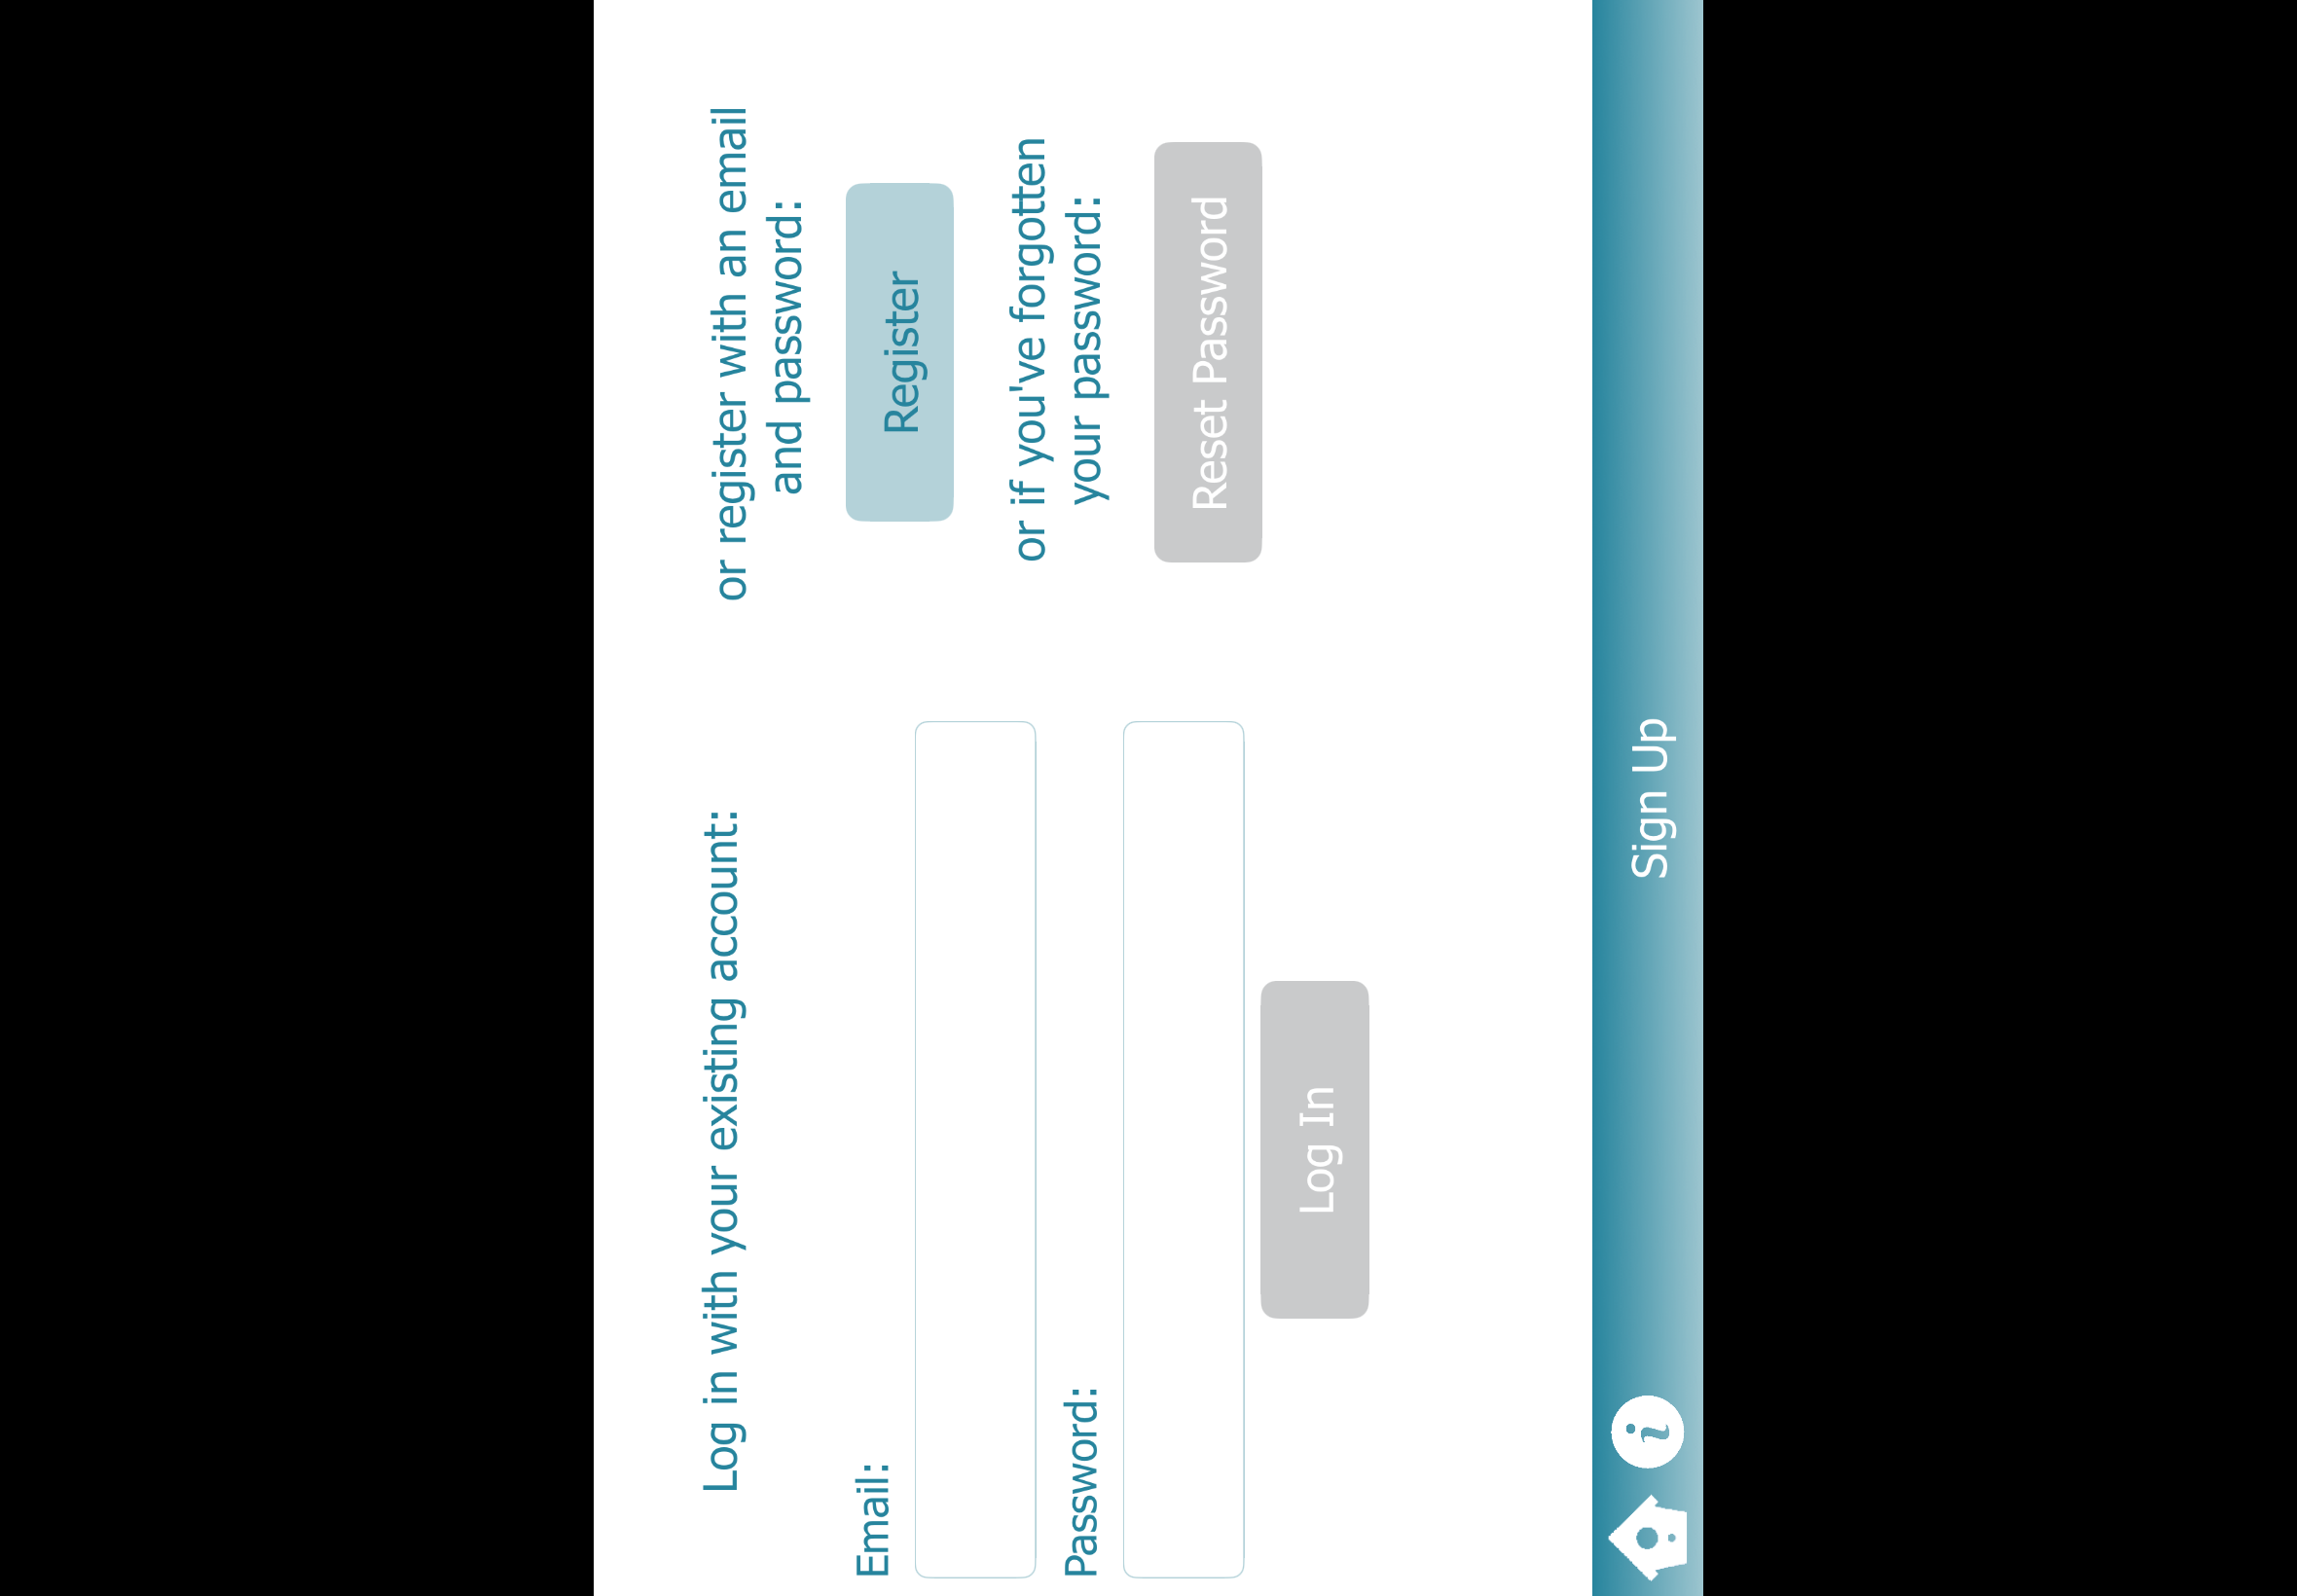 Log in with your existing account:
Email:
Password:
Log In
or register with an email
and password:
Register
or if you've forgotten
your password:
Reset Password
i
Sign Up